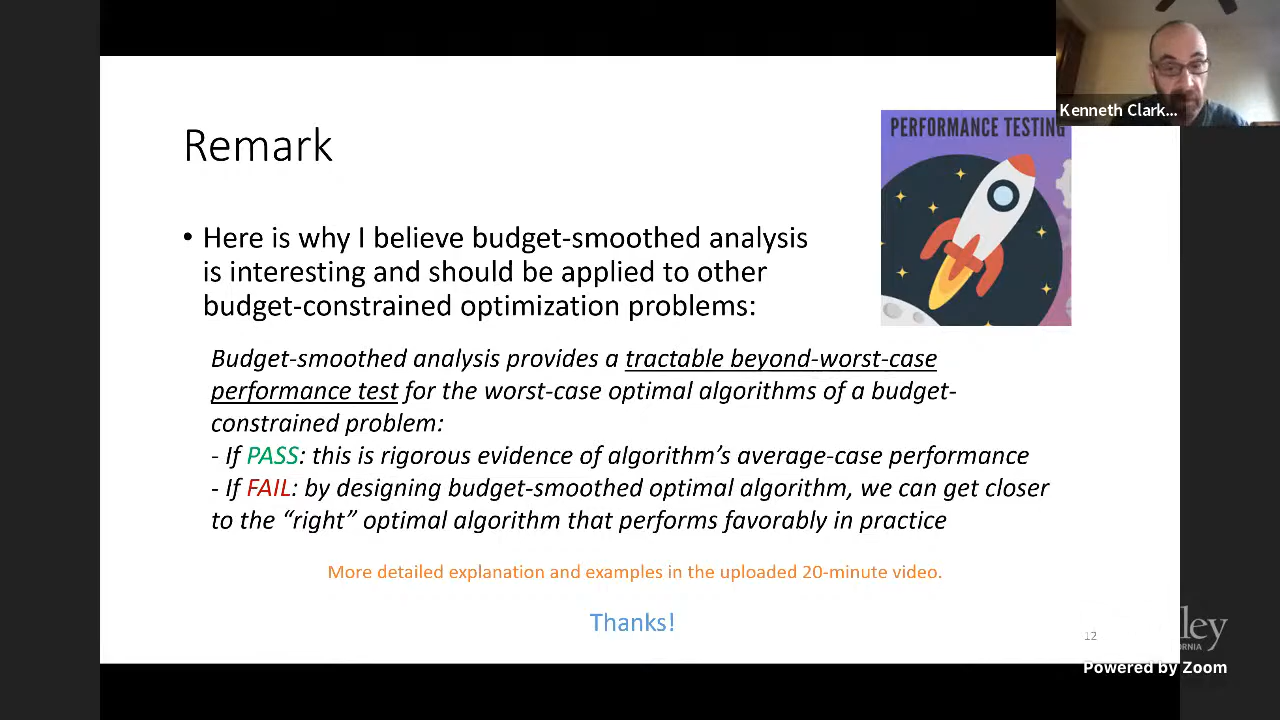 Kenneth Clark...
PERFORMANCE TESTING
Remark
• Here is why I believe budget-smoothed analysis
is interesting and should be applied to other
budget-constrained optimization problems:
Budget-smoothed analysis provides a tractable beyond-worst-case
performance test for the worst-case optimal algorithms of a budget-
constrained problem:
- If PASS: this is rigorous evidence of algorithm's average-case performance
- If FAIL: by designing budget-smoothed optimal algorithm, we can get closer
to the “right” optimal algorithm that performs favorably in practice
More detailed explanation and examples in the uploaded 20-minute video.
Thanks!
12
Powered by Zoom